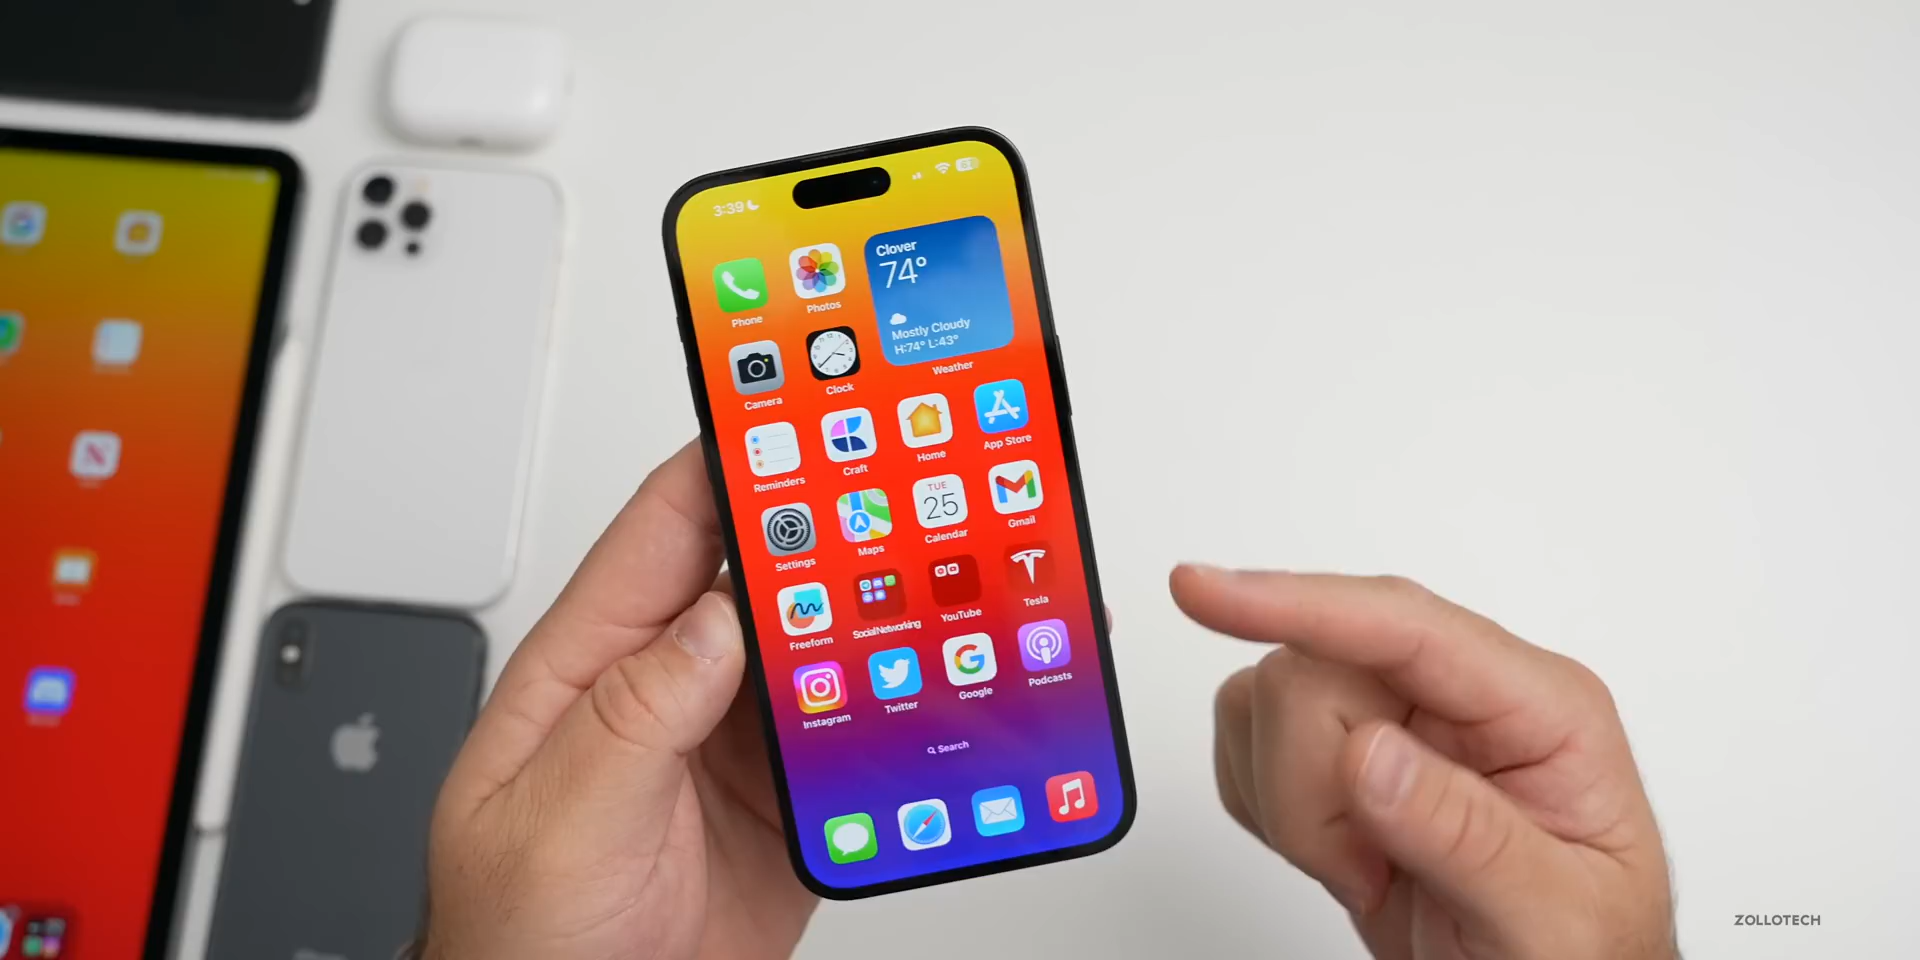 3:39
Clover
74°
Mostly Cloudy
H:74° L:43°
Weather
Phone
Photos
Camera
Clock
Reminders
Craft
Home
App Store
TUE
25
Settings
Maps
Calendar
Gmail
Freeform
SocialNetworking
YouTube
Tesla
Instagram
Twitter
Google
Podcasts
Search
ZOLLOTECH